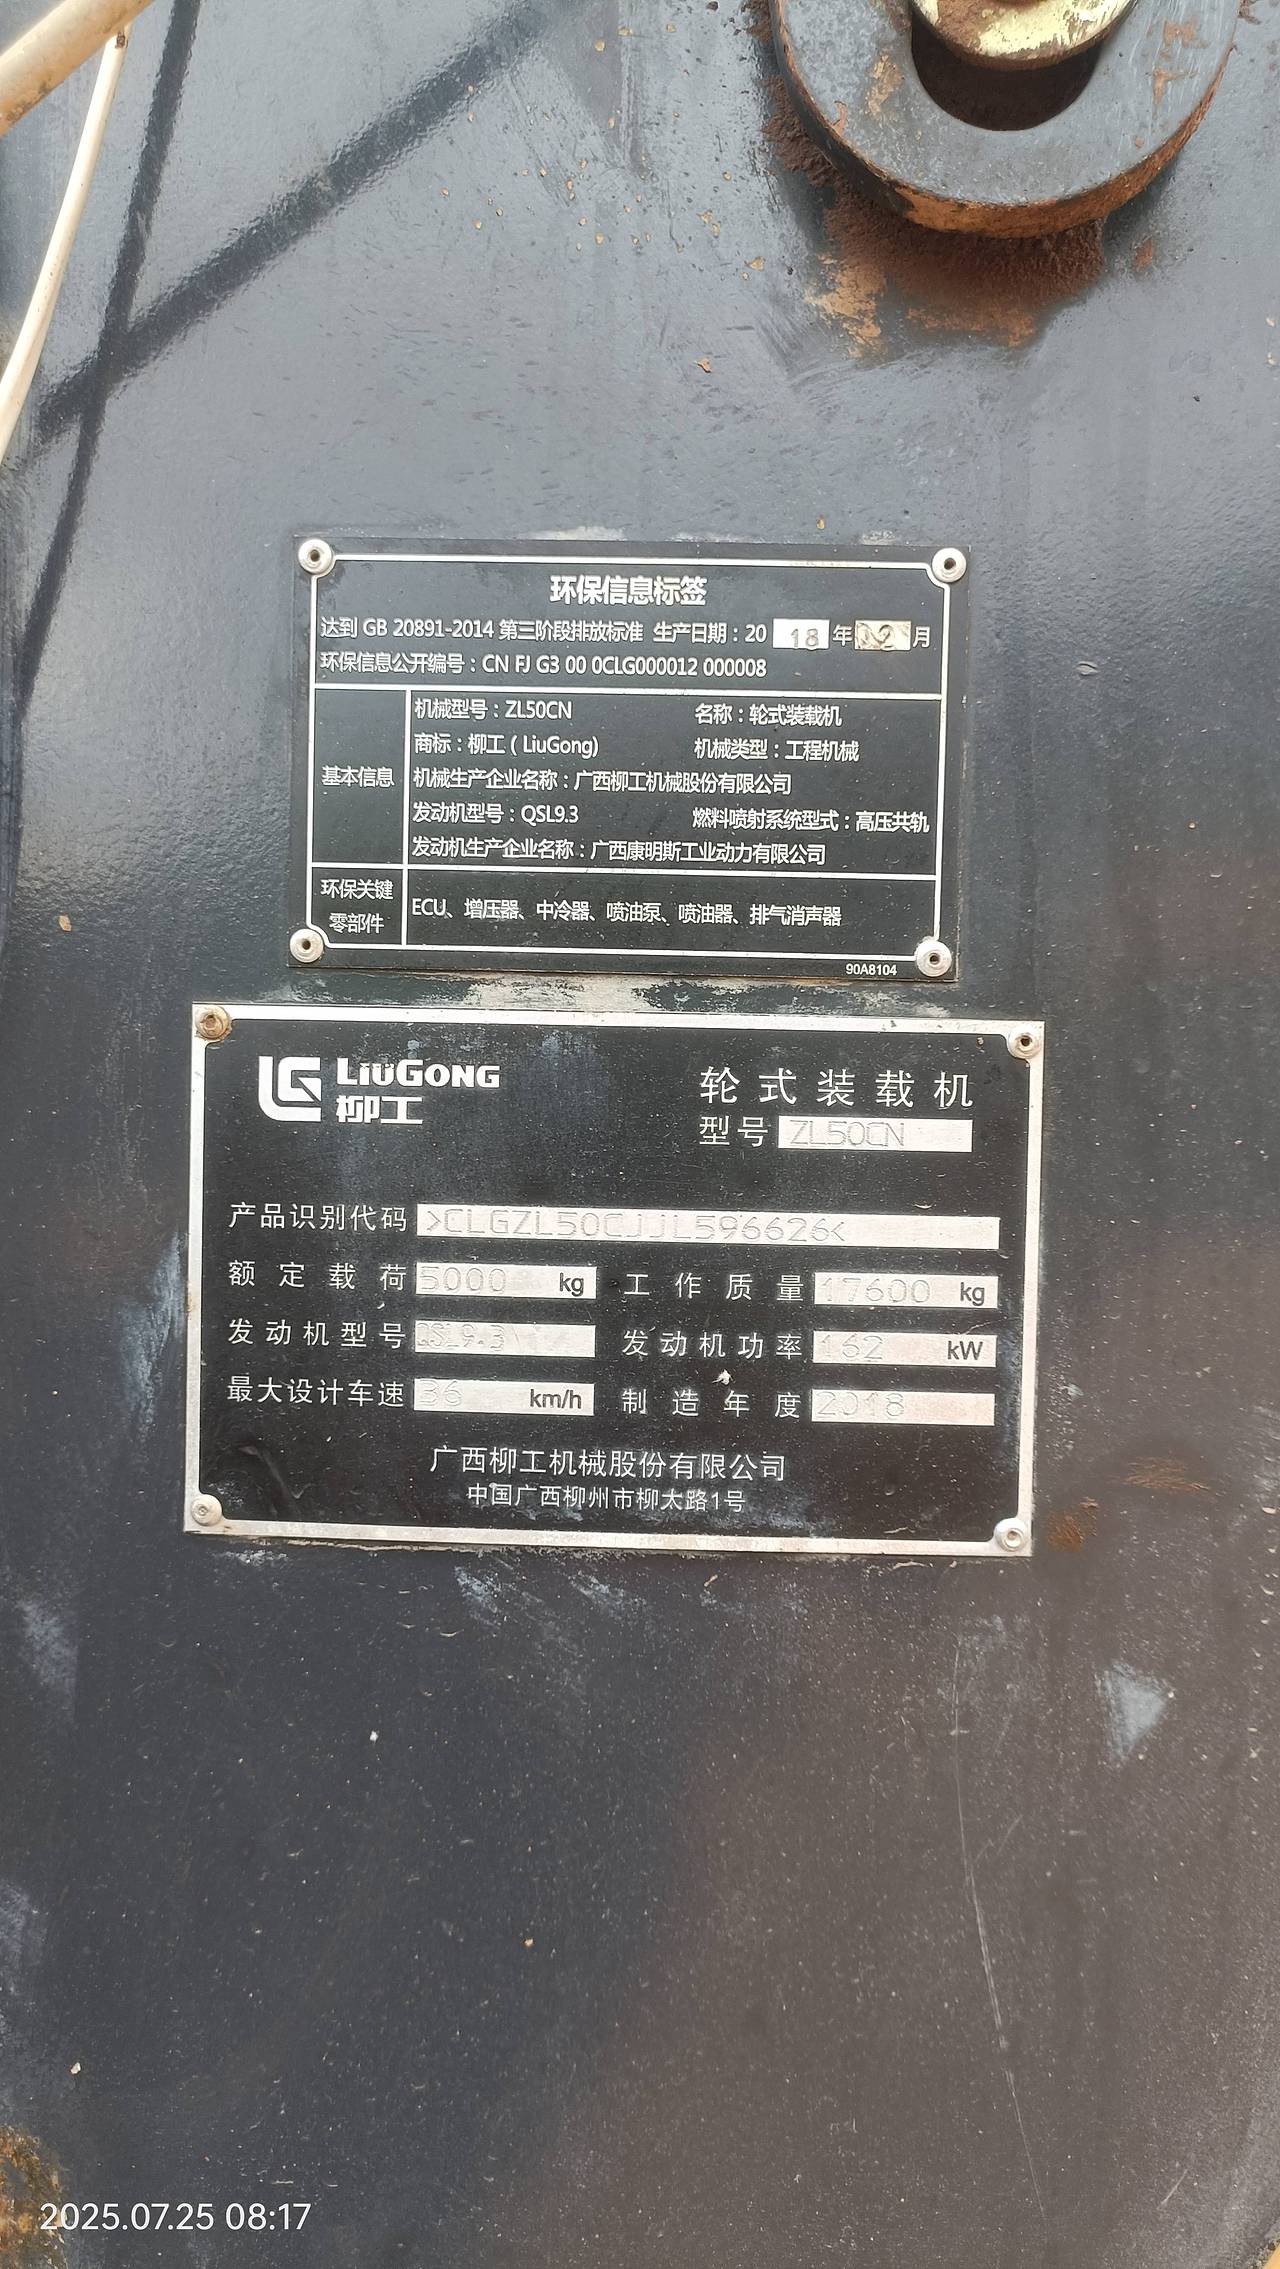 环保信息标签
达到 GB 20891-2014 第三阶段排放标准 生产日期：20 18 年 02 月
环保信息公开编号：CN FJ G3 00 0CLG000012 000008
基本信息
机械型号：ZL50CN 名称：轮式装载机
商标：柳工 ( LiuGong) 机械类型：工程机械
机械生产企业名称：广西柳工机械股份有限公司
发动机型号：QSL9.3 燃料喷射系统型式：高压共轨
发动机生产企业名称：广西康明斯工业动力有限公司
环保关键
零部件
ECU、增压器、中冷器、喷油泵、喷油器、排气消声器
90A8104
LIUGONG
柳工
轮式装载机
型号 ZL50CN
产品识别代码 >CLGZL50CJJL596626<
额定载荷 5000 kg 工作质量 17600 kg
发动机型号 QSL9.3 发动机功率 162 kW
最大设计车速 36 km/h 制造年度 2018
广西柳工机械股份有限公司
中国广西柳州市柳太路1号
2025.07.25 08:17